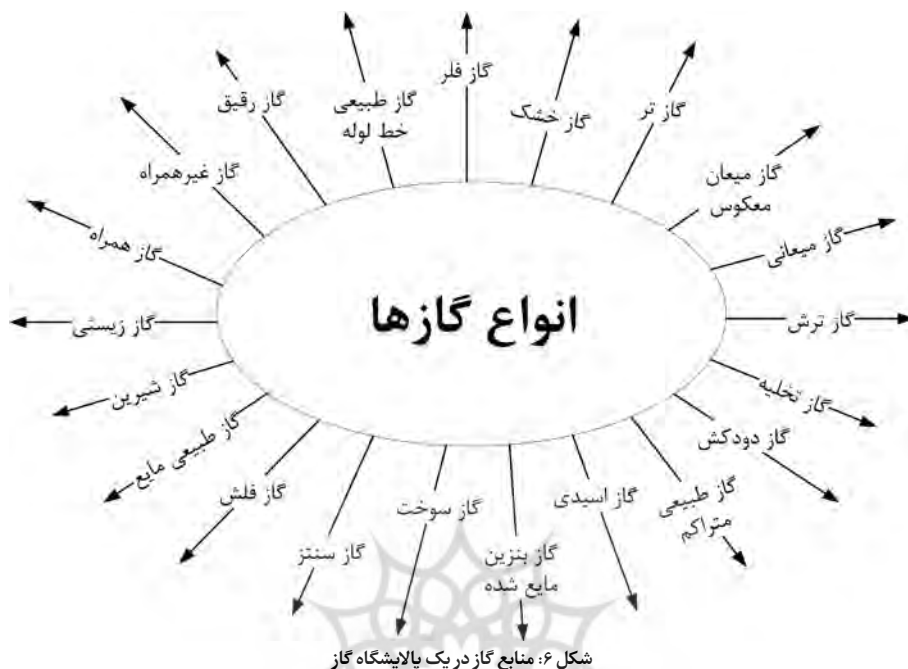 گاز فلر
گاز خشک
گاز تر
گاز میعان
معکوس
گاز میعانی
گاز ترش
گاز تخلیه
گاز دودکش
گاز طبیعی
متراکم
گاز اسیدی
گاز بنزین
مایع شده
گاز سوخت
گاز سنتز
گاز فلش
گاز طبیعی مایع
گاز شیرین
گاز زیستی
گاز همراه
گاز غیرهمراه
گاز رقیق
گاز طبیعی
خط لوله
انواع گازها
شکل ۶: منابع گاز در یک پالایشگاه گاز